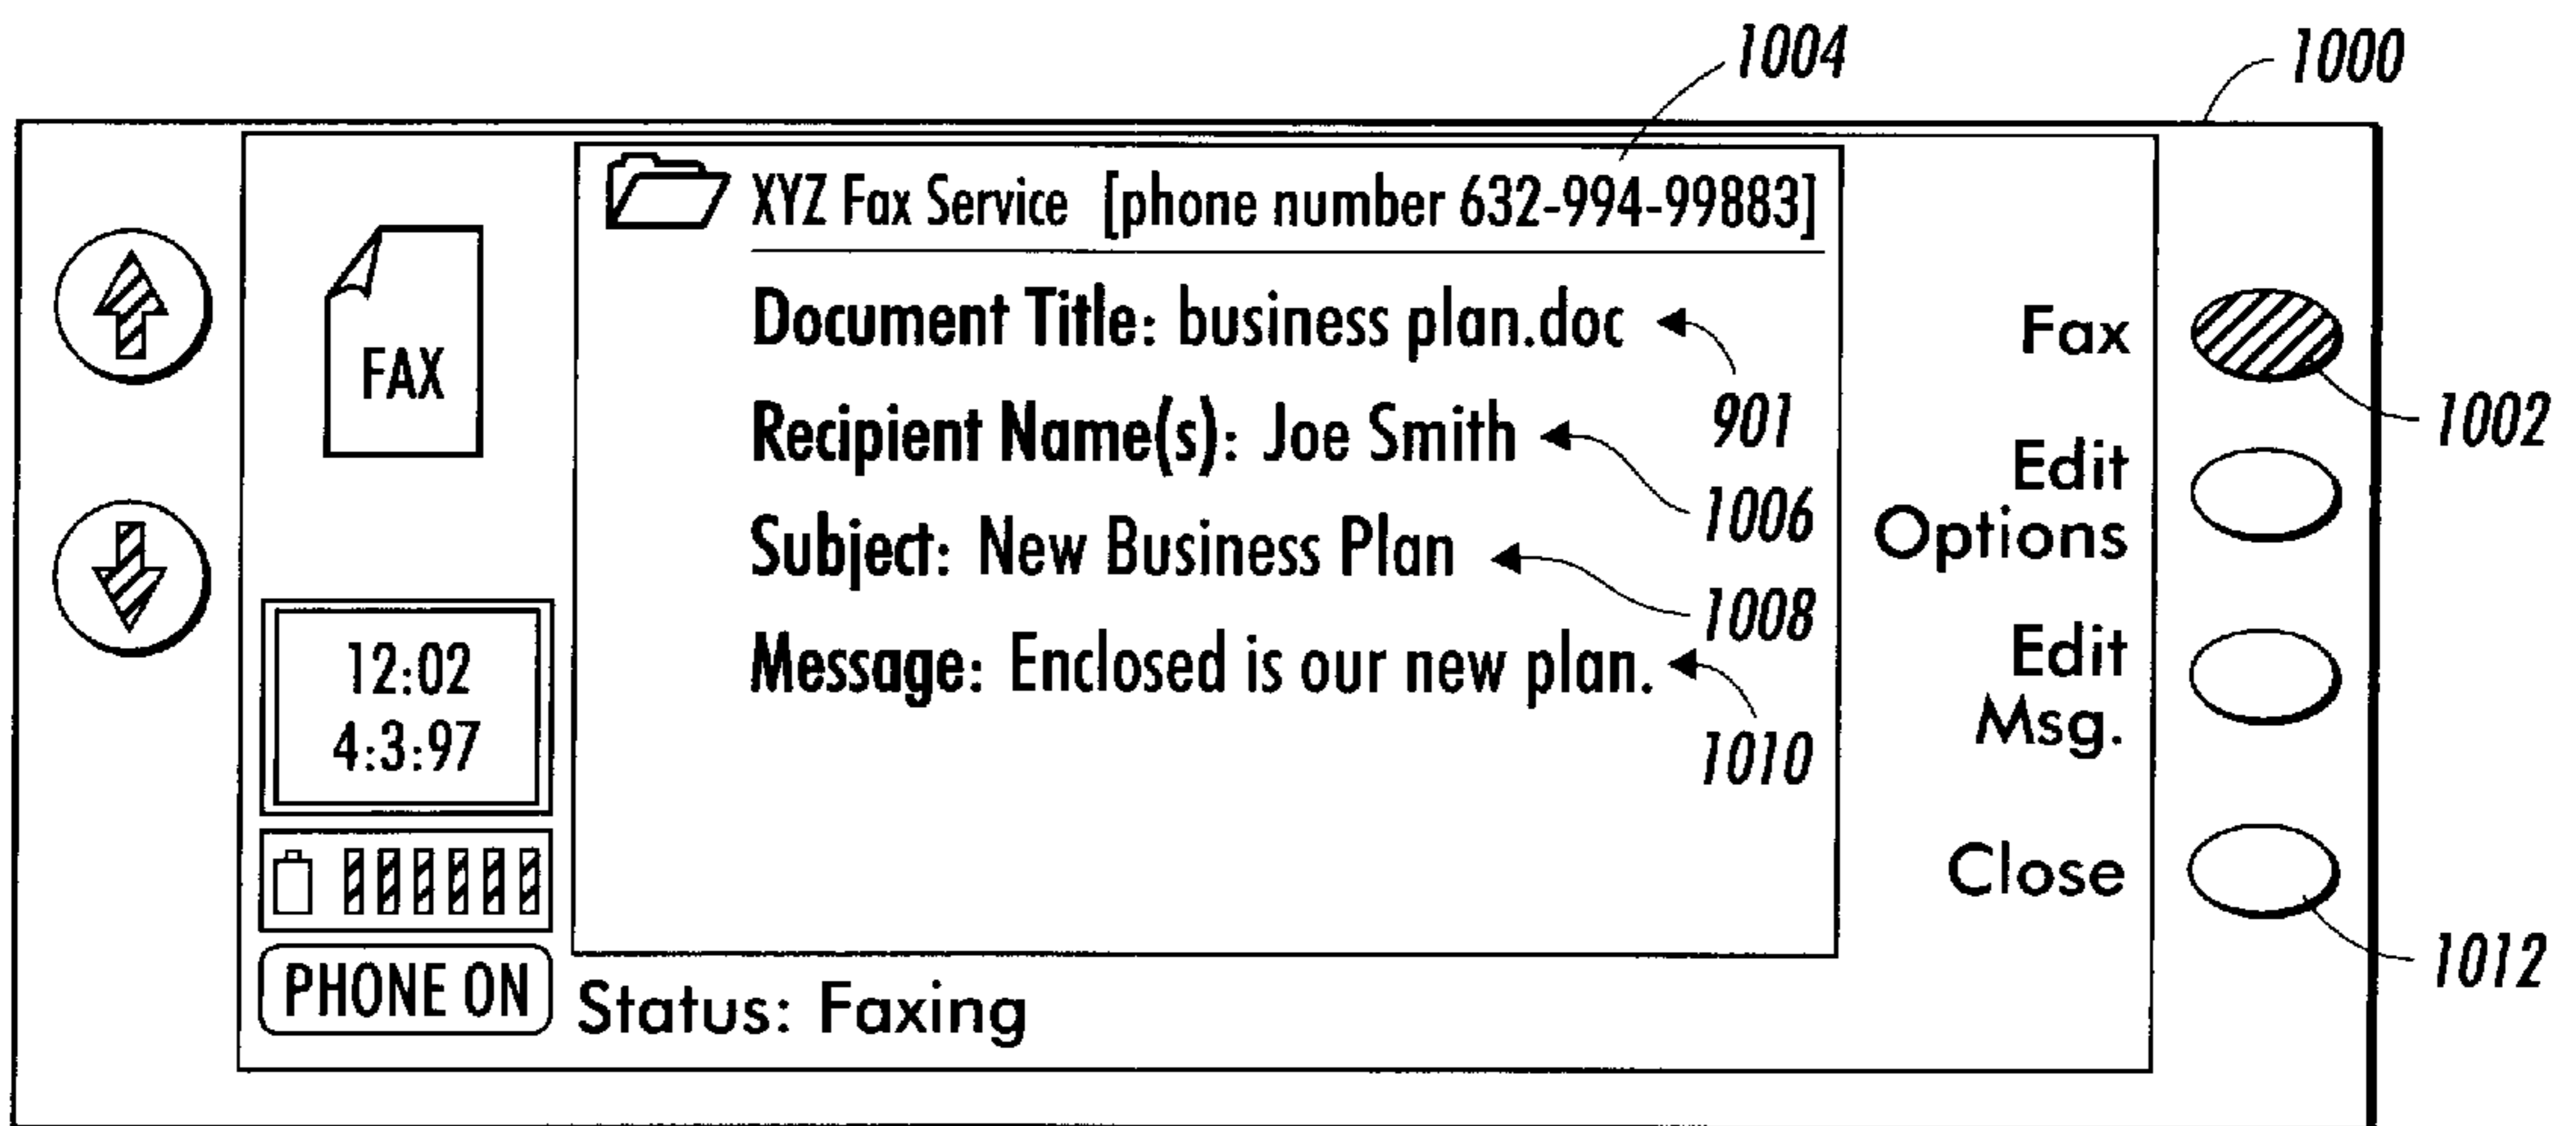 1004
1000
XYZ Fax Service [phone number 632-994-99883]
FAX
Document Title: business plan.doc
901
Recipient Name(s): Joe Smith
1006
Subject: New Business Plan
1008
Message: Enclosed is our new plan.
1010
12:02
4:3:97
PHONE ON
Status: Faxing
Fax
1002
Edit
Options
Edit
Msg.
Close
1012